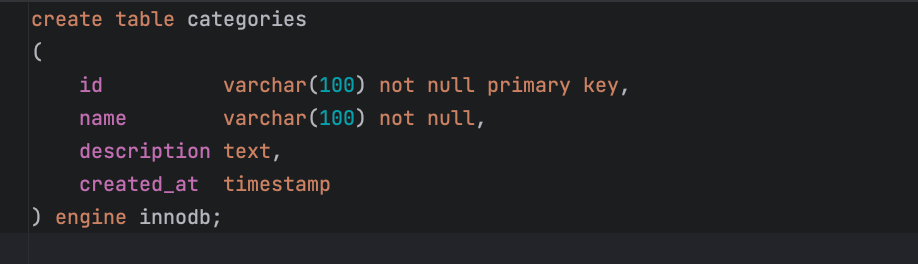 create table categories
(
    id          varchar(100) not null primary key,
    name        varchar(100) not null,
    description text,
    created_at  timestamp
) engine innodb;